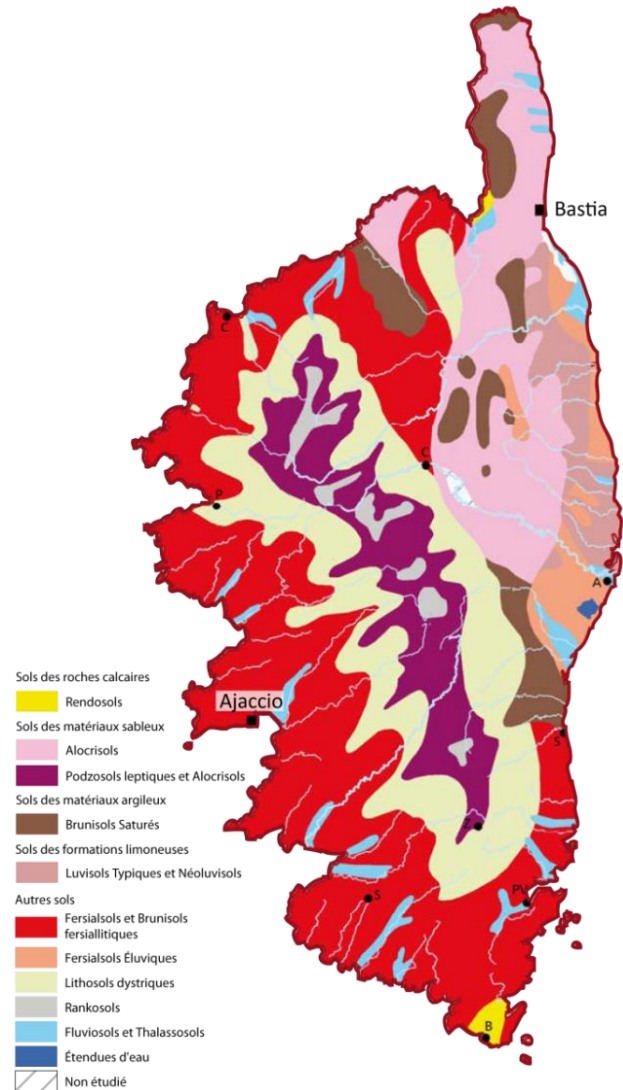 Bastia
C
C
P
A
Ajaccio
S
Z
S
PV
B
Sols des roches calcaires
Rendosols
Sols des matériaux sableux
Alocrisols
Podzosols leptiques et Alocrisols
Sols des matériaux argileux
Brunisols Saturés
Sols des formations limoneuses
Luvisols Typiques et Néoluvisols
Autres sols
Fersialsols et Brunisols
fersiallitiques
Fersialsols Éluviques
Lithosols dystriques
Rankosols
Fluviosols et Thalassosols
Étendues d'eau
Non étudié